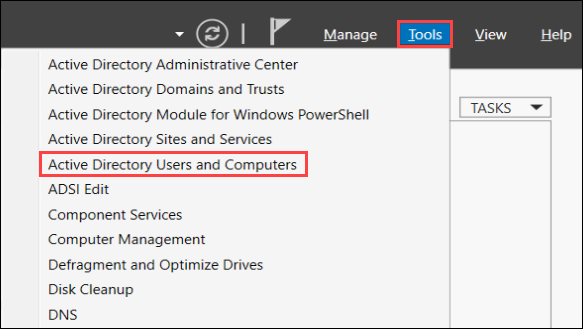 Manage Tools View Help
Active Directory Administrative Center
Active Directory Domains and Trusts
Active Directory Module for Windows PowerShell
TASKS
Active Directory Sites and Services
Active Directory Users and Computers
ADSI Edit
Component Services
Computer Management
Defragment and Optimize Drives
Disk Cleanup
DNS